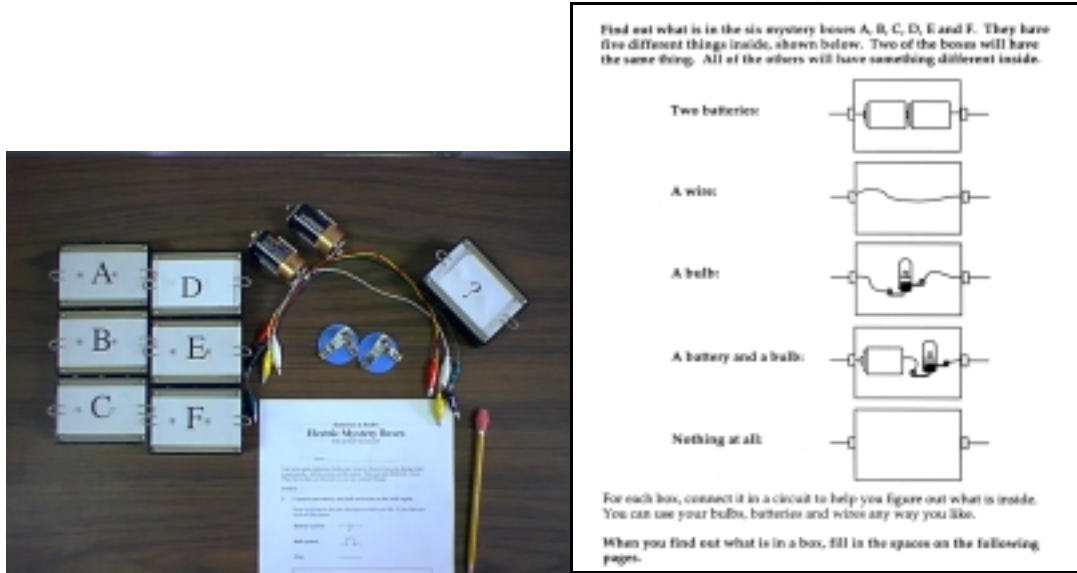 A
B
C
D
E
F
?
Electric Mystery Boxes
Find out what is in the six mystery boxes A, B, C, D, E and F. They have
five different things inside, shown below. Two of the boxes will have
the same thing. All of the others will have something different inside.
Two batteries:
A wire:
A bulb:
A battery and a bulb:
Nothing at all:
For each box, connect it in a circuit to help you figure out what is inside.
You can use your bulbs, batteries and wires any way you like.
When you find out what is in a box, fill in the spaces on the following
pages.